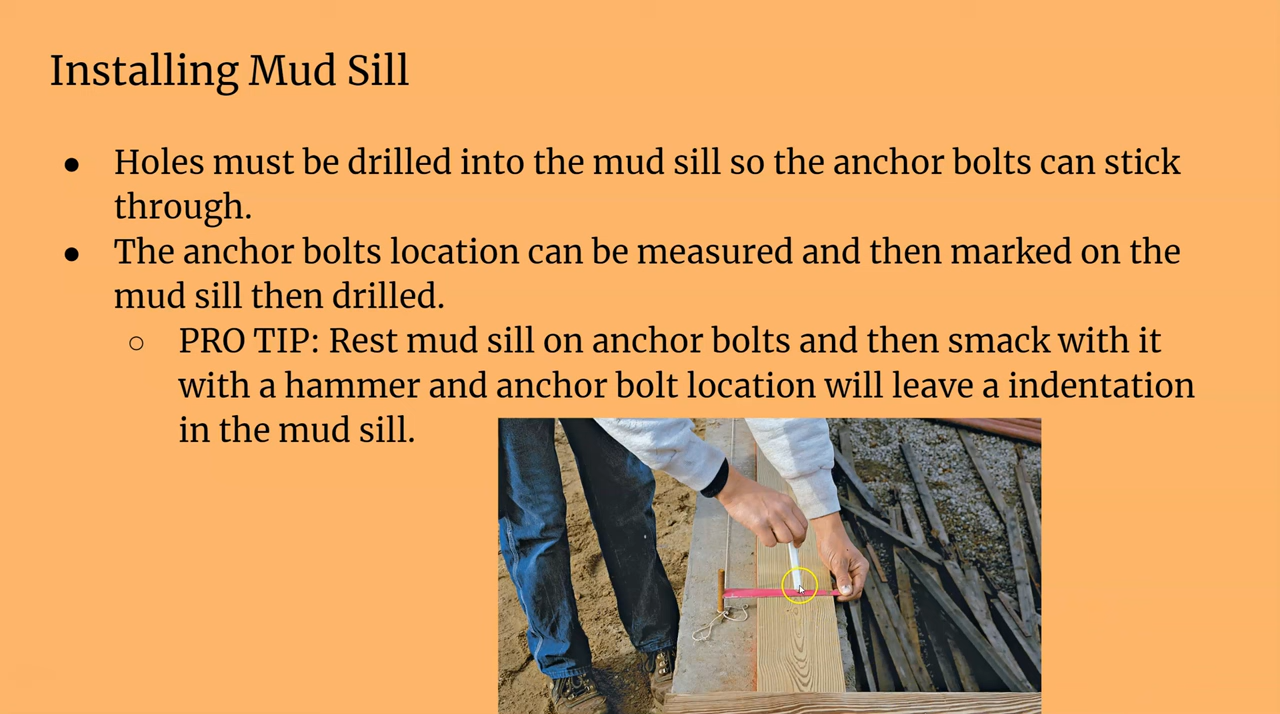 Installing Mud Sill
● Holes must be drilled into the mud sill so the anchor bolts can stick
through.
● The anchor bolts location can be measured and then marked on the
mud sill then drilled.
○ PRO TIP: Rest mud sill on anchor bolts and then smack with it
with a hammer and anchor bolt location will leave a indentation
in the mud sill.